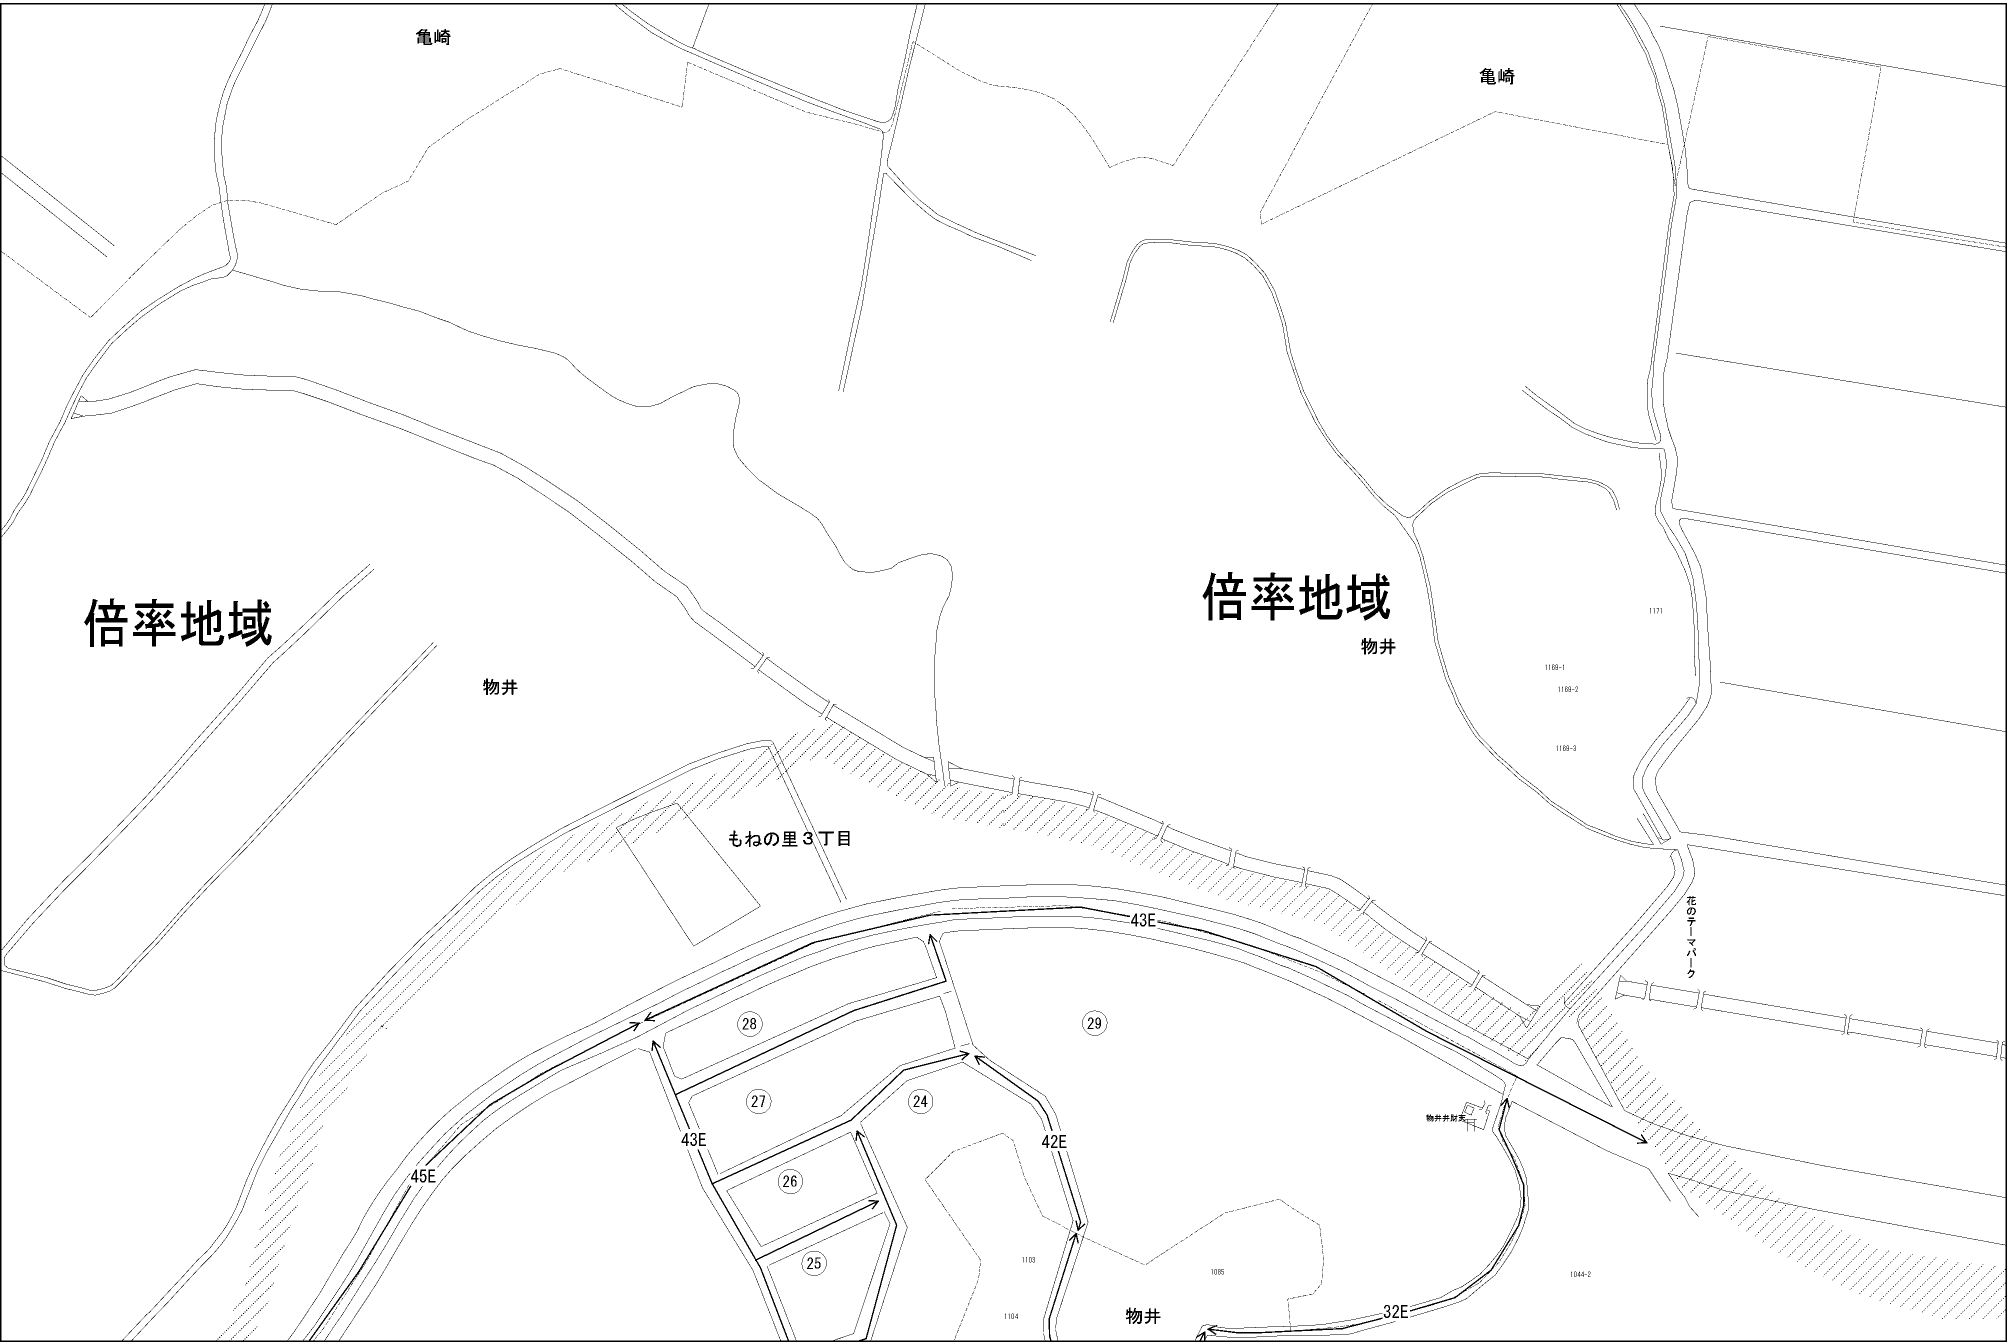 亀崎
亀崎
倍率地域
倍率地域
1171
物井
1169-1
物井
1169-2
1169-3
もねの里3丁目
花のテーマパーク
43E
28
29
27
24
物井井財天
43E
42E
45E
26
25
1103
1085
1044-2
1104
物井
32E